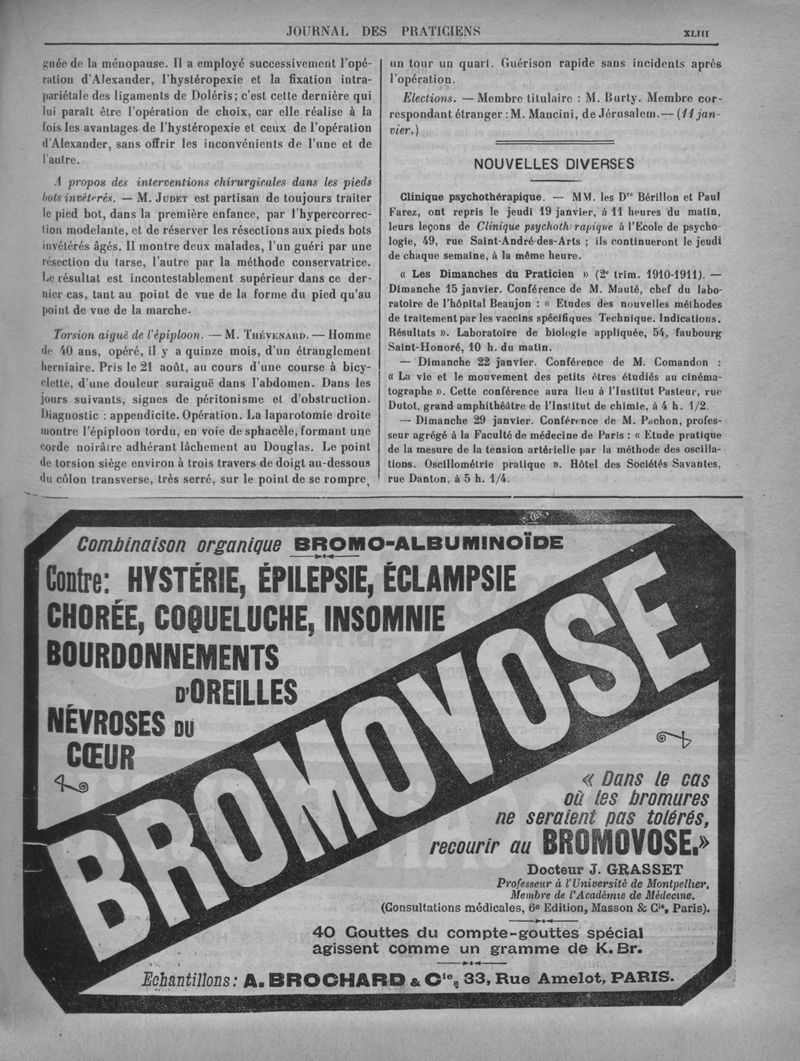 JOURNAL DES PRATICIENS
XLIII
gnée de la ménopause. Il a employé successivement l'opé-
ration d'Alexander, l'hystéropexie et la fixation intra-
pariétale des ligaments de Doléris; c'est cette dernière qui
lui paraît être l'opération de choix, car elle réalise à la
fois les avantages de l'hystéropexie et ceux de l'opération
d'Alexander, sans offrir les inconvénients de l'une et de
l'autre.
A propos des interventions chirurgicales dans les pieds
bots invétérés. — M. JUDET est partisan de toujours traiter
le pied bot, dans la première enfance, par l'hypercorrec-
tion modelante, et de réserver les résections aux pieds bots
invétérés âgés. Il montre deux malades, l'un guéri par une
résection du tarse, l'autre par la méthode conservatrice.
Le résultat est incontestablement supérieur dans ce der-
nier cas, tant au point de vue de la forme du pied qu'au
point de vue de la marche.
Torsion aiguë de l'épiploon. — M. THÉVENARD. — Homme
de 40 ans, opéré, il y a quinze mois, d'un étranglement
herniaire. Pris le 21 août, au cours d'une course à bicy-
clette, d'une douleur suraiguë dans l'abdomen. Dans les
jours suivants, signes de péritonisme et d'obstruction.
Diagnostic : appendicite. Opération. La laparotomie droite
montre l'épiploon tordu, en voie de sphacèle, formant une
corde noirâtre adhérant lâchement au Douglas. Le point
de torsion siège environ à trois travers de doigt au-dessous
du côlon transverse, très serré, sur le point de se rompre,
un tour un quart. Guérison rapide sans incidents après
l'opération.
Elections. — Membre titulaire : M. Burty. Membre cor-
respondant étranger : M. Mancini, de Jérusalem. — (11 jan-
vier.)
NOUVELLES DIVERSES
Clinique psychothérapique. — MM. les Drs Bérillon et Paul
Farez, ont repris le jeudi 19 janvier, à 11 heures du matin,
leurs leçons de Clinique psychothérapique à l'Ecole de psycho-
logie, 49, rue Saint-André-des-Arts ; ils continueront le jeudi
de chaque semaine, à la même heure.
« Les Dimanches du Praticien » (2e trim. 1910-1911). —
Dimanche 15 janvier. Conférence de M. Mauté, chef du labo-
ratoire de l'hôpital Beaujon : « Etudes des nouvelles méthodes
de traitement par les vaccins spécifiques Technique. Indications.
Résultats ». Laboratoire de biologie appliquée, 54, faubourg
Saint-Honoré, 10 h. du matin.
— Dimanche 22 janvier. Conférence de M. Comandon :
« La vie et le mouvement des petits êtres étudiés au cinéma-
tographe ». Cette conférence aura lieu à l'Institut Pasteur, rue
Dutot, grand amphithéâtre de l'Institut de chimie, à 4 h. 1/2.
— Dimanche 29 janvier. Conférence de M. Pachon, profes-
seur agrégé à la Faculté de médecine de Paris : « Etude pratique
de la mesure de la tension artérielle par la méthode des oscilla-
tions. Oscillométrie pratique ». Hôtel des Sociétés Savantes,
rue Danton, à 5 h. 1/4.
Combinaison organique BROMO-ALBUMINOÏDE
Contre: HYSTÉRIE, ÉPILEPSIE, ÉCLAMPSIE
CHORÉE, COQUELUCHE, INSOMNIE
BOURDONNEMENTS
D'OREILLES
NÉVROSES DU
CŒUR
BROMOVOSE
« Dans le cas
où les bromures
ne seraient pas tolérés,
recourir au BROMOVOSE.»
Docteur J. GRASSET
Professeur à l'Université de Montpellier,
Membre de l'Académie de Médecine.
(Consultations médicales, 6e Edition, Masson & Cie, Paris).
40 Gouttes du compte-gouttes spécial
agissent comme un gramme de K. Br.
Echantillons : A. BROCHARD & Cie, 33, Rue Amelot, PARIS.